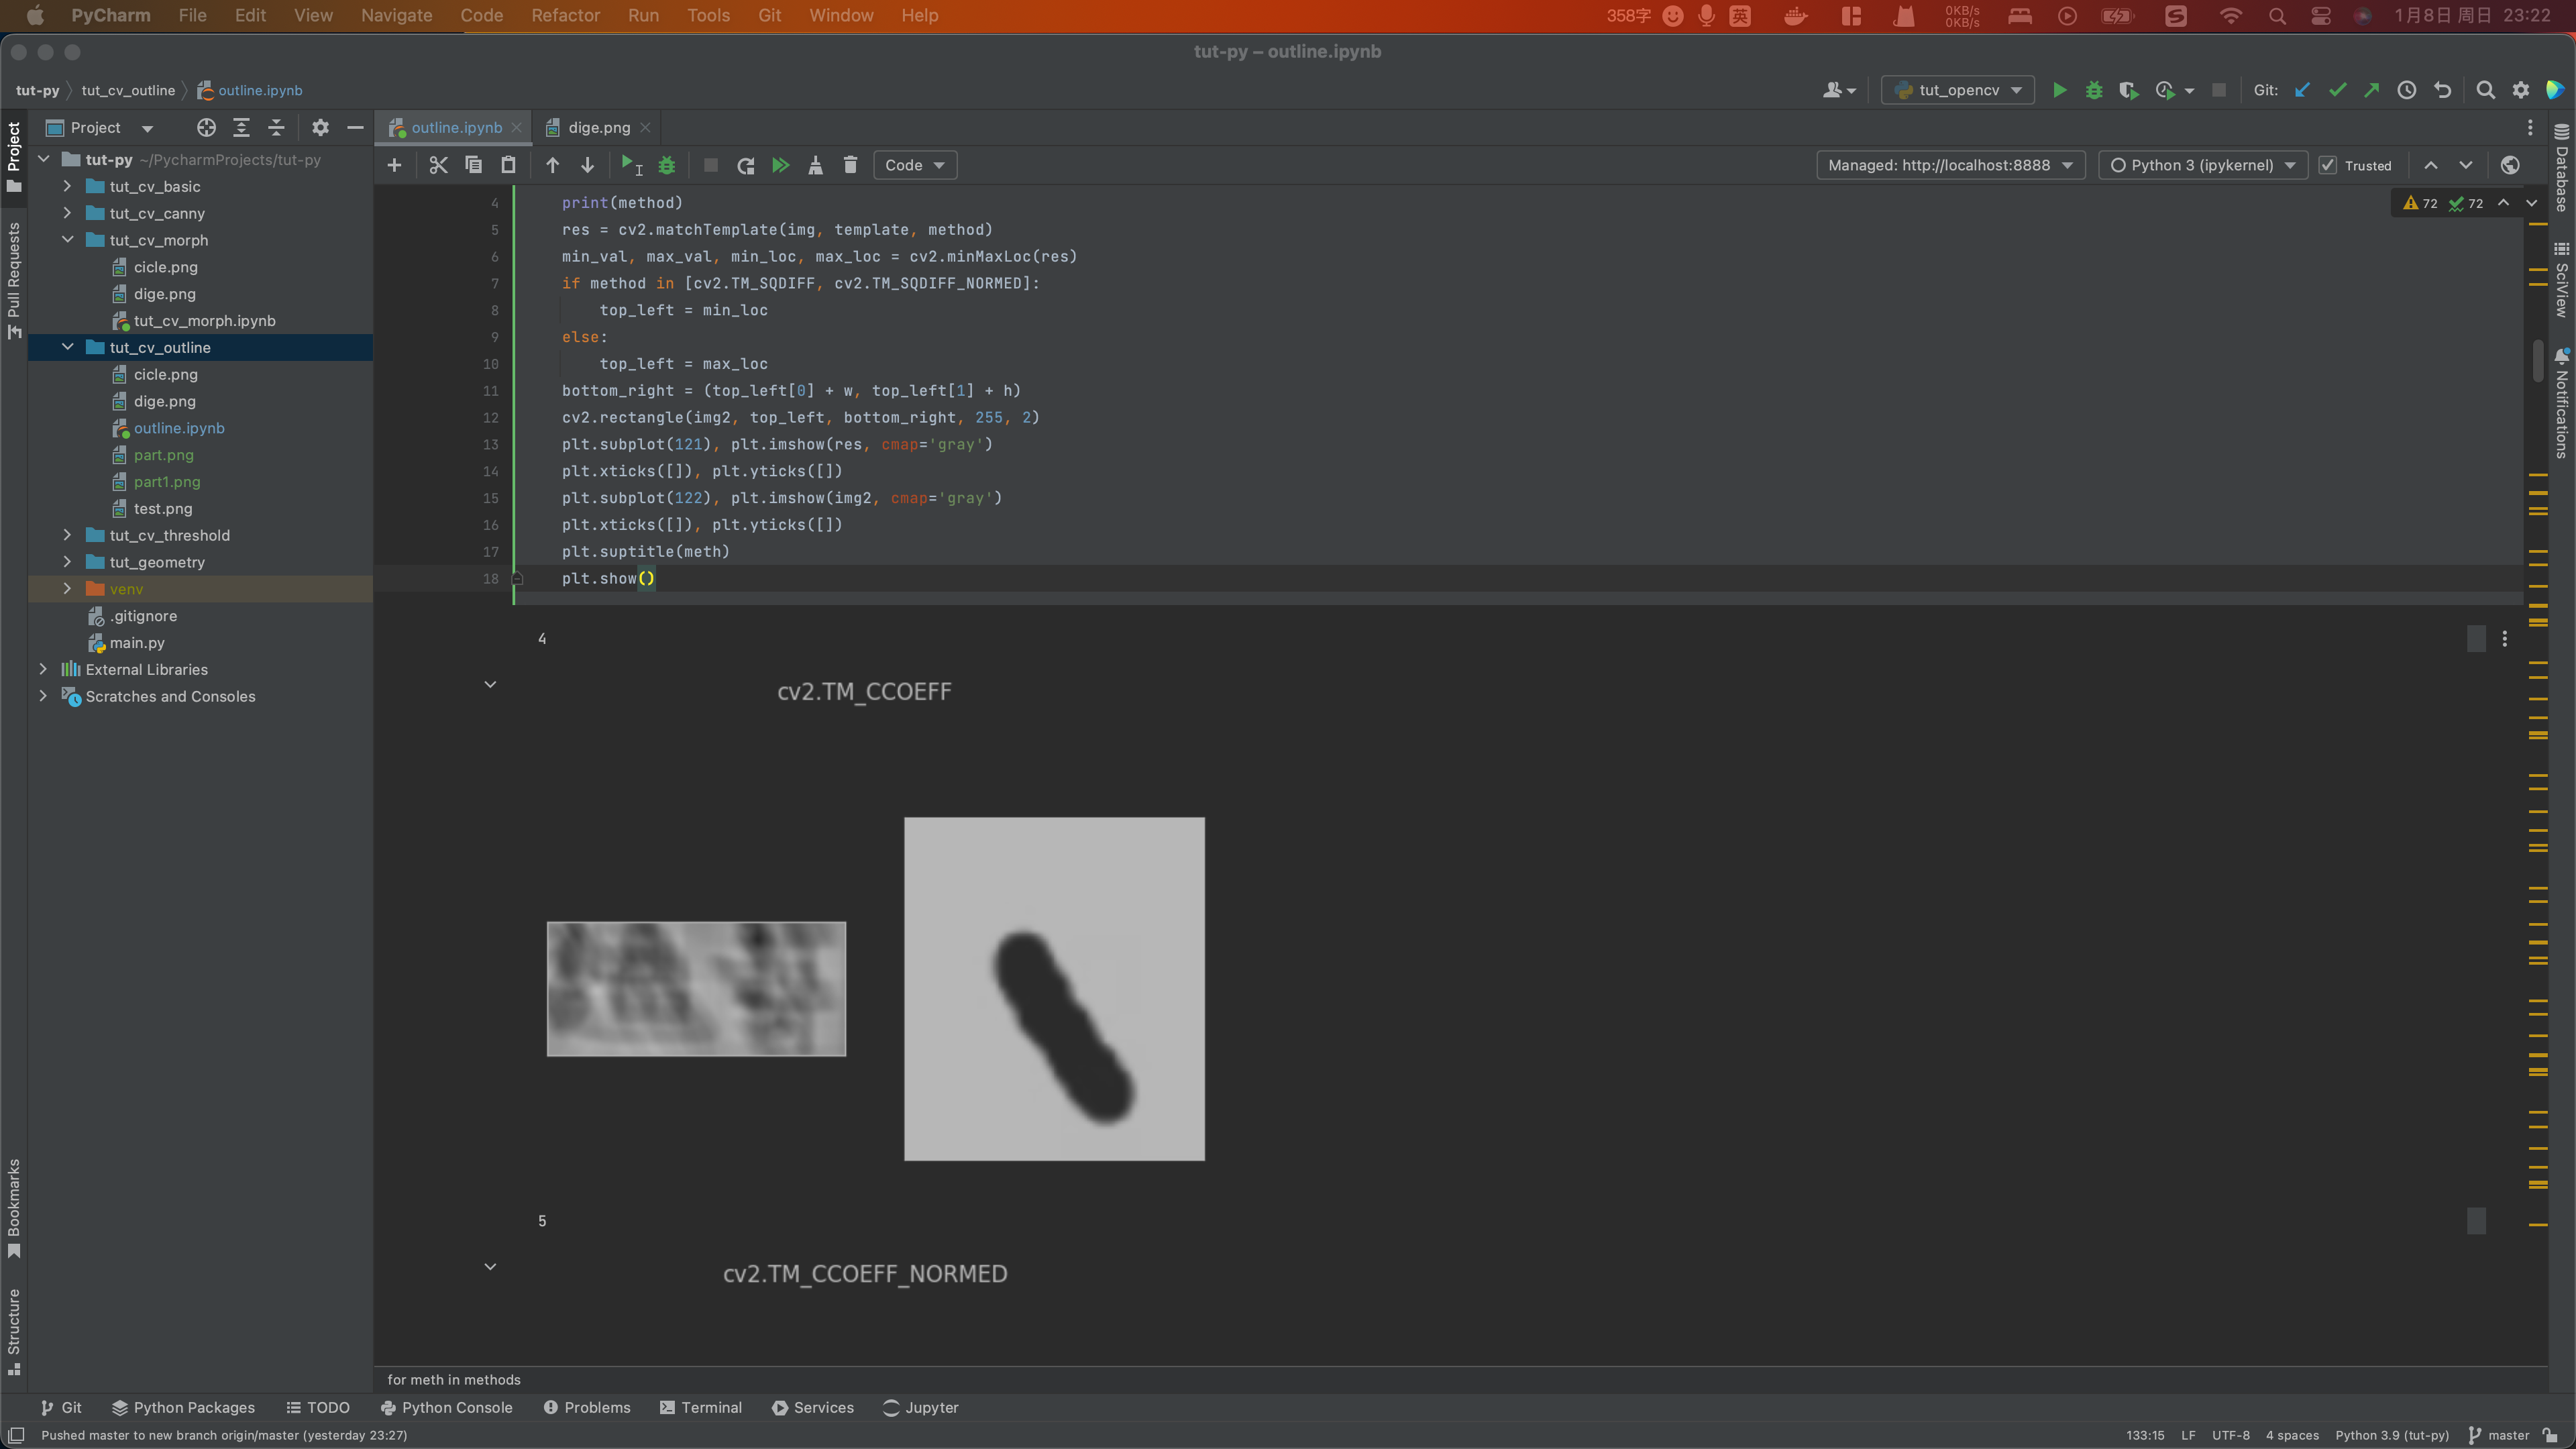 PyCharm File Edit View Navigate Code Refactor Run Tools Git Window Help 358字 英 0KB/s 0KB/s 1月8日 周日 23:22
tut-py – outline.ipynb
tut-py tut_cv_outline outline.ipynb tut_opencv Git:
Project outline.ipynb dige.png
Code Managed: http://localhost:8888 Python 3 (ipykernel) Trusted
Project
Pull Requests
Bookmarks
Structure
tut-py ~/PycharmProjects/tut-py
tut_cv_basic
tut_cv_canny
tut_cv_morph
cicle.png
dige.png
tut_cv_morph.ipynb
tut_cv_outline
cicle.png
dige.png
outline.ipynb
part.png
part1.png
test.png
tut_cv_threshold
tut_geometry
venv
.gitignore
main.py
External Libraries
Scratches and Consoles
72 72
4 print(method)
5 res = cv2.matchTemplate(img, template, method)
6 min_val, max_val, min_loc, max_loc = cv2.minMaxLoc(res)
7 if method in [cv2.TM_SQDIFF, cv2.TM_SQDIFF_NORMED]:
8 top_left = min_loc
9 else:
10 top_left = max_loc
11 bottom_right = (top_left[0] + w, top_left[1] + h)
12 cv2.rectangle(img2, top_left, bottom_right, 255, 2)
13 plt.subplot(121), plt.imshow(res, cmap='gray')
14 plt.xticks([]), plt.yticks([])
15 plt.subplot(122), plt.imshow(img2, cmap='gray')
16 plt.xticks([]), plt.yticks([])
17 plt.suptitle(meth)
18 plt.show()
4
cv2.TM_CCOEFF
5
cv2.TM_CCOEFF_NORMED
Database
SciView
Notifications
for meth in methods
Git Python Packages TODO Python Console Problems Terminal Services Jupyter
Pushed master to new branch origin/master (yesterday 23:27) 133:15 LF UTF-8 4 spaces Python 3.9 (tut-py) master